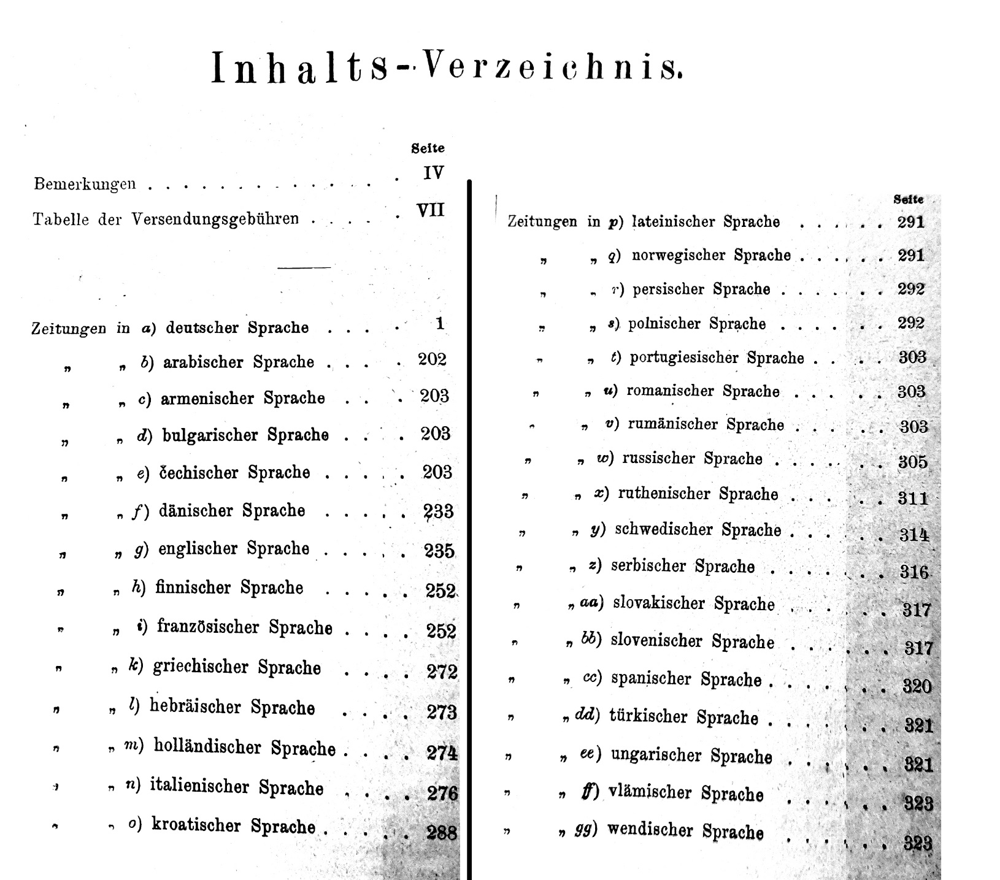 Inhalts-Verzeichnis.
Seite
Bemerkungen . . . . . . . . . . . . . . IV
Tabelle der Versendungsgebühren . . . . . VII
Zeitungen in a) deutscher Sprache . . . . 1
„ „ b) arabischer Sprache . . . . 202
„ „ c) armenischer Sprache . . . 203
„ „ d) bulgarischer Sprache . . . . 203
„ „ e) čechischer Sprache . . . . . 203
„ „ f) dänischer Sprache . . . . . 233
„ „ g) englischer Sprache . . . . . 235
„ „ h) finnischer Sprache . . . . . 252
„ „ i) französischer Sprache . . . . 252
„ „ k) griechischer Sprache . . . . 272
„ „ l) hebräischer Sprache . . . . 273
„ „ m) holländischer Sprache . . . . 274
„ „ n) italienischer Sprache . . . . 276
„ „ o) kroatischer Sprache . . . . . 288
Seite
Zeitungen in p) lateinischer Sprache . . . . . 291
„ „ q) norwegischer Sprache . . . . . . 291
„ „ r) persischer Sprache . . . . . . 292
„ „ s) polnischer Sprache . . . . . . 292
„ „ t) portugiesischer Sprache . . . . 303
„ „ u) romanischer Sprache . . . . . 303
„ „ v) rumänischer Sprache . . . . . 303
„ „ w) russischer Sprache . . . . . . 305
„ „ x) ruthenischer Sprache . . . . . 311
„ „ y) schwedischer Sprache . . . . . 314
„ „ z) serbischer Sprache . . . . . . . 316
„ „ aa) slovakischer Sprache . . . . . . 317
„ „ bb) slovenischer Sprache . . . . . . 317
„ „ cc) spanischer Sprache . . . . . . . 320
„ „ dd) türkischer Sprache . . . . . . . 321
„ „ ee) ungarischer Sprache . . . . . . 321
„ „ ff) vlämischer Sprache . . . . . . 323
„ „ gg) wendischer Sprache . . . . . . 323